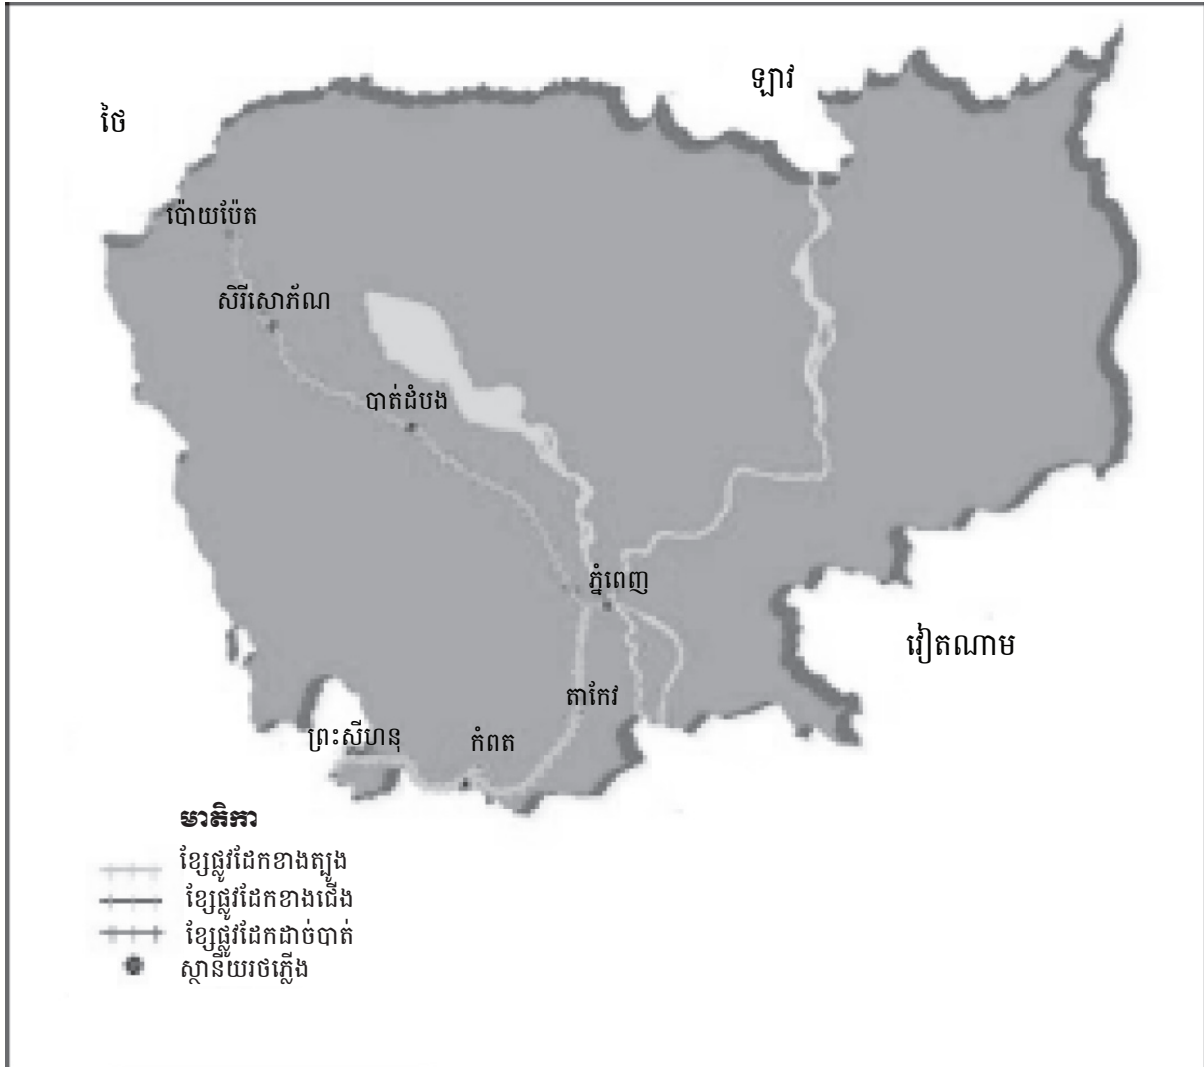 ឡាវ
ថៃ
ប៉ោយប៉ែត
សិរីសោភ័ណ
បាត់ដំបង
ភ្នំពេញ
វៀតណាម
តាកែវ
ព្រះសីហនុ
កំពត
មាតិកា
ខ្សែផ្លូវដែកខាងត្បូង
ខ្សែផ្លូវដែកខាងជើង
ខ្សែផ្លូវដែកដាច់បាត់
ស្ថានីយរថភ្លើង